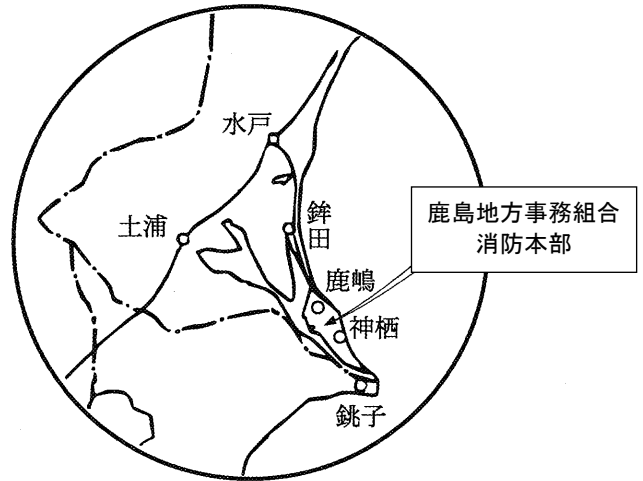 水戸
土浦
鉾
田
鹿島地方事務組合
消防本部
鹿嶋
神栖
銚子